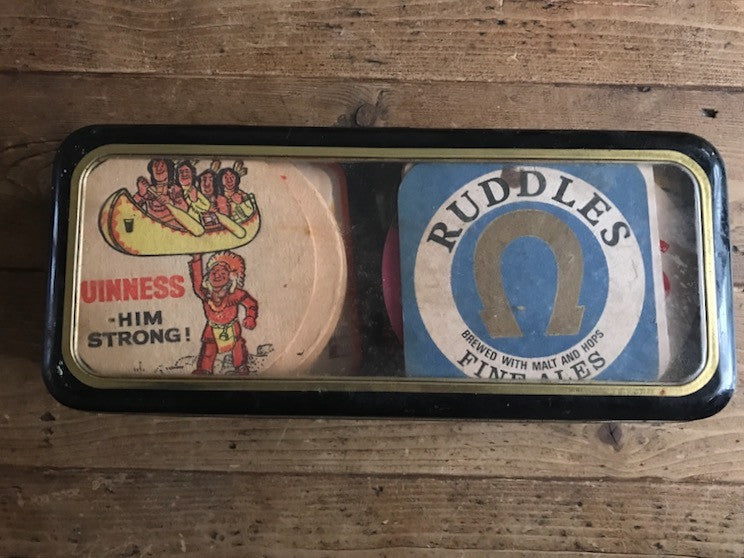 UINNESS
-HIM
STRONG!
RUDDLES
BREWED WITH MALT AND HOPS
FINE ALES